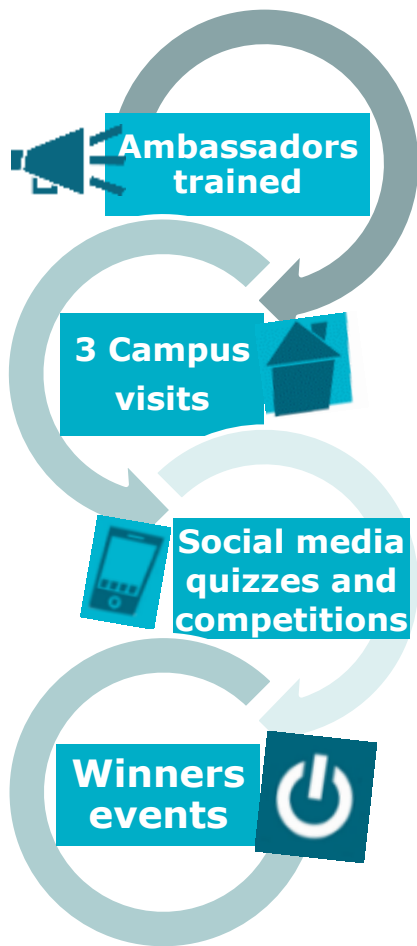 Ambassadors
trained
3 Campus
visits
Social media
quizzes and
competitions
Winners
events